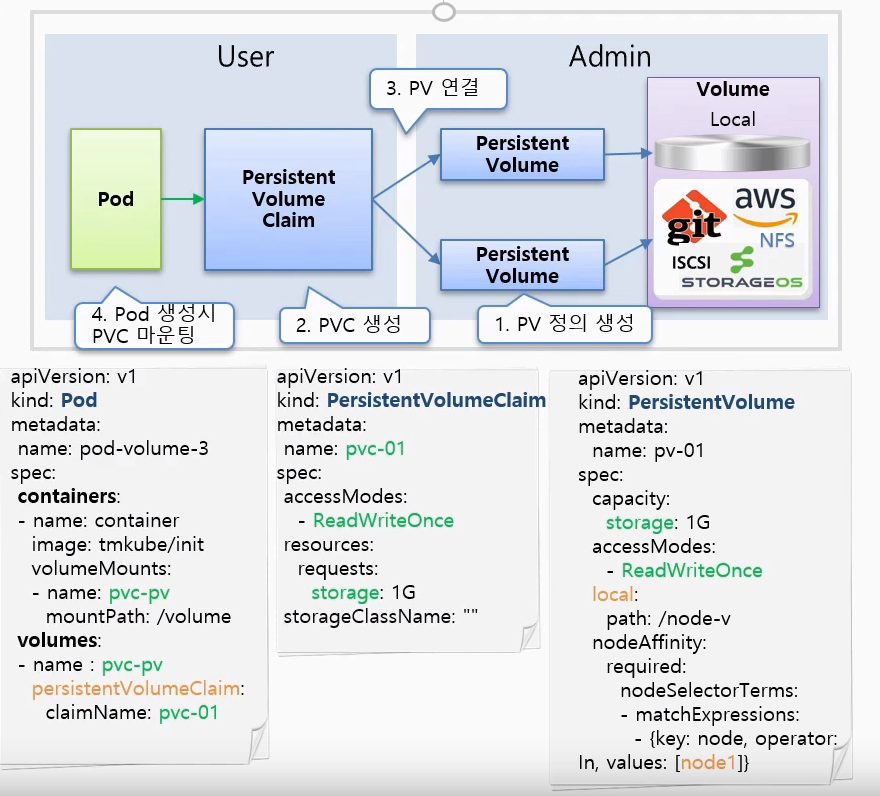 User
Admin
3. PV 연결
Volume
Local
Pod
Persistent
Volume
Claim
Persistent
Volume
Persistent
Volume
git
aws
NFS
ISCSI
STORAGEOS
4. Pod 생성시
PVC 마운팅
2. PVC 생성
1. PV 정의 생성
apiVersion: v1
kind: Pod
metadata:
name: pod-volume-3
spec:
containers:
- name: container
image: tmkube/init
volumeMounts:
- name: pvc-pv
mountPath: /volume
volumes:
- name : pvc-pv
persistentVolumeClaim:
claimName: pvc-01
apiVersion: v1
kind: PersistentVolumeClaim
metadata:
name: pvc-01
spec:
accessModes:
- ReadWriteOnce
resources:
requests:
storage: 1G
storageClassName: ""
apiVersion: v1
kind: PersistentVolume
metadata:
name: pv-01
spec:
capacity:
storage: 1G
accessModes:
- ReadWriteOnce
local:
path: /node-v
nodeAffinity:
required:
nodeSelectorTerms:
- matchExpressions:
- {key: node, operator:
In, values: [node1]}